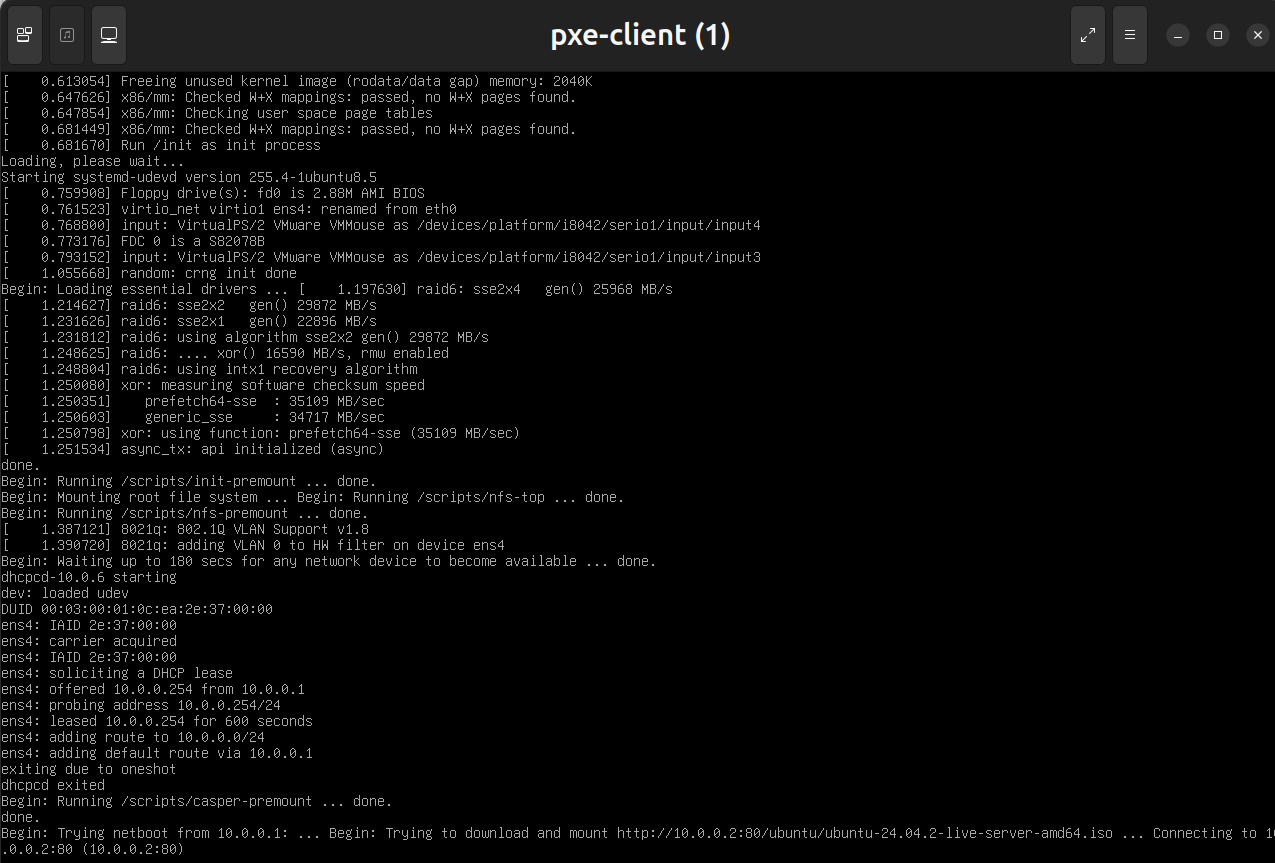 pxe-client (1)
[    0.613054] Freeing unused kernel image (rodata/data gap) memory: 2040K
[    0.647626] x86/mm: Checked W+X mappings: passed, no W+X pages found.
[    0.647854] x86/mm: Checking user space page tables
[    0.681449] x86/mm: Checked W+X mappings: passed, no W+X pages found.
[    0.681670] Run /init as init process
Loading, please wait...
Starting systemd-udevd version 255.4-1ubuntu8.5
[    0.759908] Floppy drive(s): fd0 is 2.88M AMI BIOS
[    0.761523] virtio_net virtio1 ens4: renamed from eth0
[    0.768800] input: VirtualPS/2 VMware VMMouse as /devices/platform/i8042/serio1/input/input4
[    0.773176] FDC 0 is a S82078B
[    0.793152] input: VirtualPS/2 VMware VMMouse as /devices/platform/i8042/serio1/input/input3
[    1.055668] random: crng init done
Begin: Loading essential drivers ... [    1.197630] raid6: sse2x4   gen() 25968 MB/s
[    1.214627] raid6: sse2x2   gen() 29872 MB/s
[    1.231626] raid6: sse2x1   gen() 22896 MB/s
[    1.231812] raid6: using algorithm sse2x2 gen() 29872 MB/s
[    1.248625] raid6: .... xor() 16590 MB/s, rmw enabled
[    1.248804] raid6: using intx1 recovery algorithm
[    1.250080] xor: measuring software checksum speed
[    1.250351]    prefetch64-sse  : 35109 MB/sec
[    1.250603]    generic_sse     : 34717 MB/sec
[    1.250798] xor: using function: prefetch64-sse (35109 MB/sec)
[    1.251534] async_tx: api initialized (async)
done.
Begin: Running /scripts/init-premount ... done.
Begin: Mounting root file system ... Begin: Running /scripts/nfs-top ... done.
Begin: Running /scripts/nfs-premount ... done.
[    1.387121] 8021q: 802.1Q VLAN Support v1.8
[    1.390720] 8021q: adding VLAN 0 to HW filter on device ens4
Begin: Waiting up to 180 secs for any network device to become available ... done.
dhcpcd-10.0.6 starting
dev: loaded udev
DUID 00:03:00:01:0c:ea:2e:37:00:00
ens4: IAID 2e:37:00:00
ens4: carrier acquired
ens4: IAID 2e:37:00:00
ens4: soliciting a DHCP lease
ens4: offered 10.0.0.254 from 10.0.0.1
ens4: probing address 10.0.0.254/24
ens4: leased 10.0.0.254 for 600 seconds
ens4: adding route to 10.0.0.0/24
ens4: adding default route via 10.0.0.1
exiting due to oneshot
dhcpcd exited
Begin: Running /scripts/casper-premount ... done.
done.
Begin: Trying netboot from 10.0.0.1: ... Begin: Trying to download and mount http://10.0.0.2:80/ubuntu/ubuntu-24.04.2-live-server-amd64.iso ... Connecting to 10
.0.0.2:80 (10.0.0.2:80)